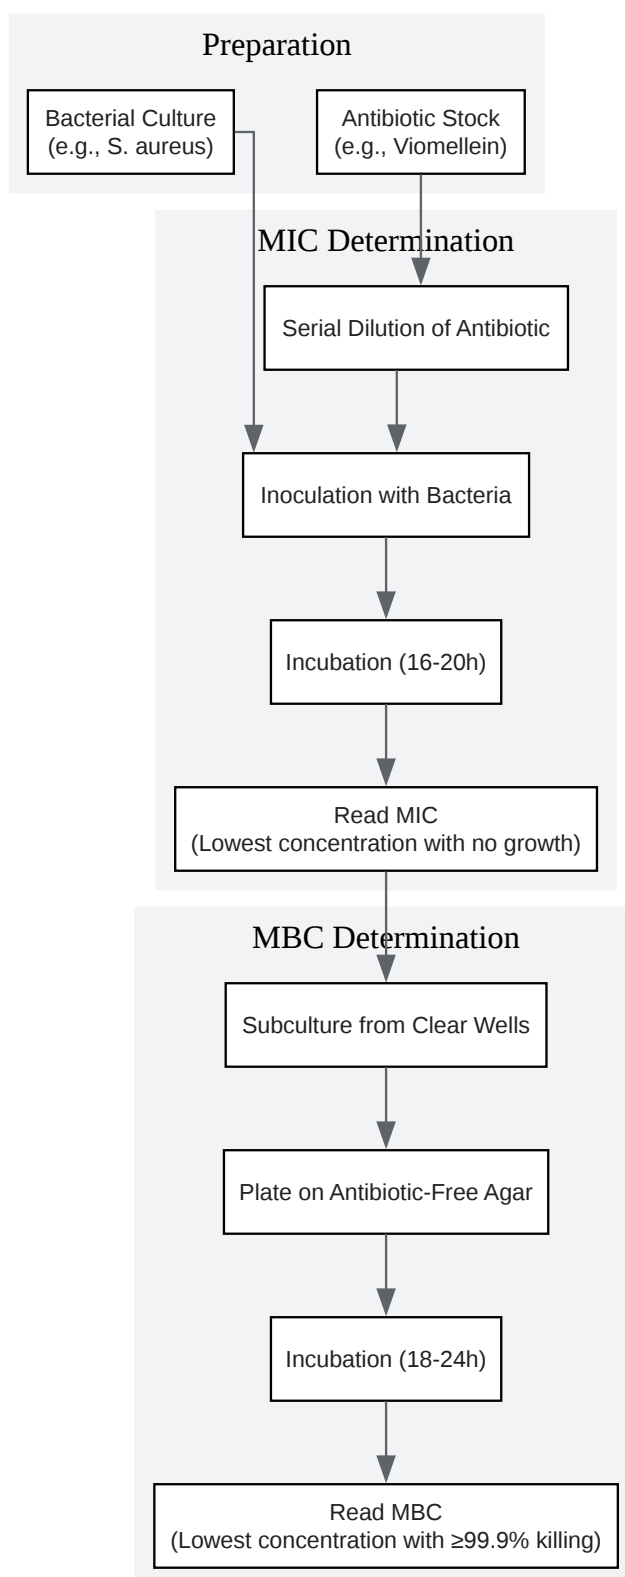 Preparation
Bacterial Culture
(e.g., S. aureus)
Antibiotic Stock
(e.g., Viomellein)
MIC Determination
Serial Dilution of Antibiotic
Inoculation with Bacteria
Incubation (16-20h)
Read MIC
(Lowest concentration with no growth)
MBC Determination
Subculture from Clear Wells
Plate on Antibiotic-Free Agar
Incubation (18-24h)
Read MBC
(Lowest concentration with ≥99.9% killing)